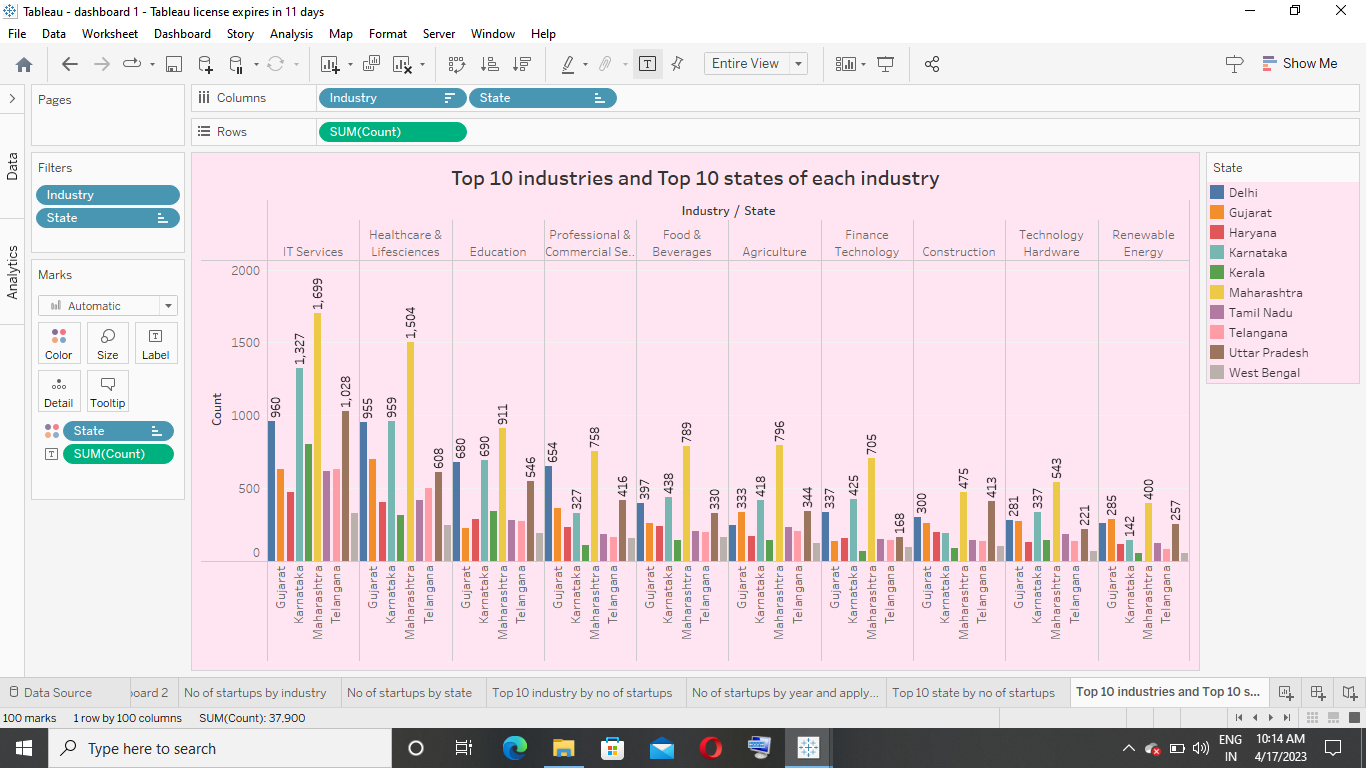 Tableau - dashboard 1 - Tableau license expires in 11 days
File Data Worksheet Dashboard Story Analysis Map Format Server Window Help
Entire View
Show Me
Pages
Columns
Industry
State
Rows
SUM(Count)
Data
Analytics
Filters
Industry
State
Marks
Automatic
Color Size Label
Detail Tooltip
State
SUM(Count)
Top 10 industries and Top 10 states of each industry
Industry / State
IT Services
Healthcare &
Lifesciences
Education
Professional &
Commercial Se..
Food &
Beverages
Agriculture
Finance
Technology
Construction
Technology
Hardware
Renewable
Energy
Count
2000
1500
1000
500
0
960 1,327 1,699 1,028
955 959 1,504 608
680 690 911 546
654 327 758 416
397 438 789 330
333 418 796 344
337 425 705 168
300 475 413
281 337 543 221
285 142 400 257
Gujarat Karnataka Maharashtra Telangana
Gujarat Karnataka Maharashtra Telangana
Gujarat Karnataka Maharashtra Telangana
Gujarat Karnataka Maharashtra Telangana
Gujarat Karnataka Maharashtra Telangana
Gujarat Karnataka Maharashtra Telangana
Gujarat Karnataka Maharashtra Telangana
Gujarat Karnataka Maharashtra Telangana
Gujarat Karnataka Maharashtra Telangana
Gujarat Karnataka Maharashtra Telangana
State
Delhi
Gujarat
Haryana
Karnataka
Kerala
Maharashtra
Tamil Nadu
Telangana
Uttar Pradesh
West Bengal
Data Source
board 2
No of startups by industry
No of startups by state
Top 10 industry by no of startups
No of startups by year and apply...
Top 10 state by no of startups
Top 10 industries and Top 10 s...
100 marks 1 row by 100 columns SUM(Count): 37,900
Type here to search
ENG
IN
10:14 AM
4/17/2023